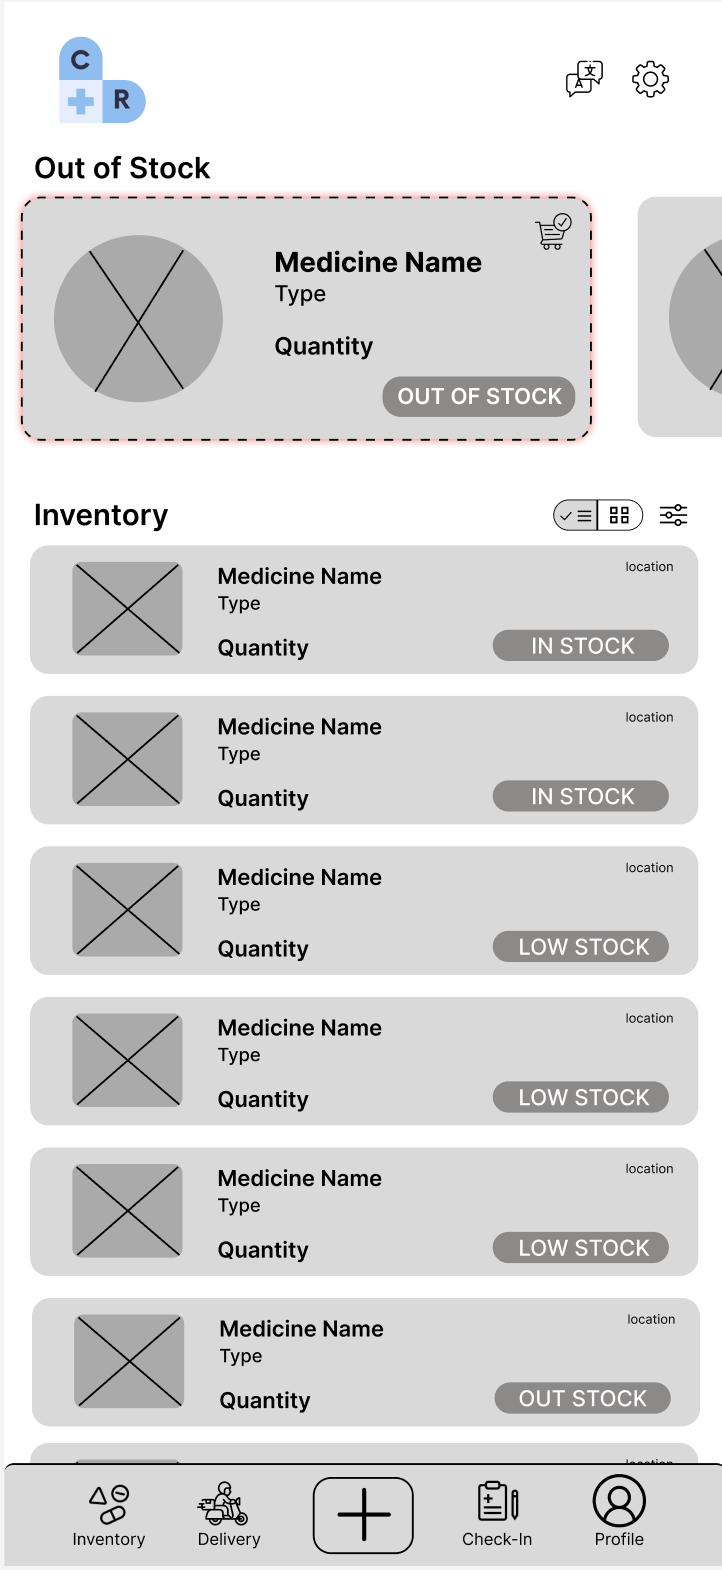 C
R
文
A
Out of Stock
Medicine Name
Type
Quantity
OUT OF STOCK
Inventory
Medicine Name
location
Type
Quantity
IN STOCK
Medicine Name
location
Type
Quantity
IN STOCK
Medicine Name
location
Type
Quantity
LOW STOCK
Medicine Name
location
Type
Quantity
LOW STOCK
Medicine Name
location
Type
Quantity
LOW STOCK
Medicine Name
location
Type
Quantity
OUT STOCK
Inventory
Delivery
Check-In
Profile